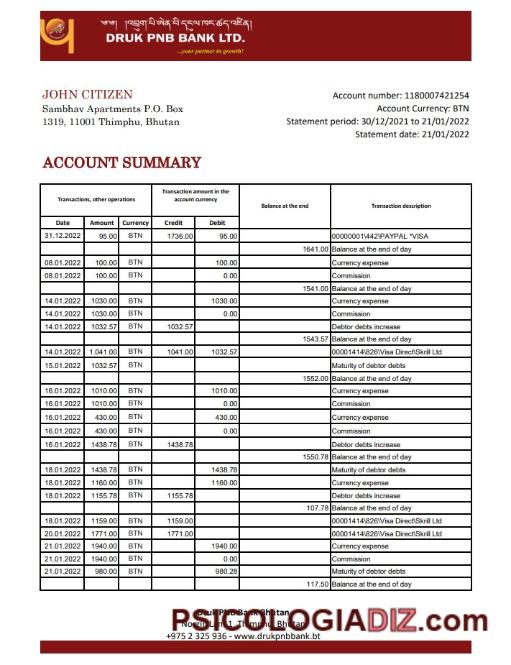 ༄༅། །འབྲུག་པི་ཨེན་བི་དངུལ་ཁང་ཚད་འཛིན།
DRUK PNB BANK LTD.
...your partner to growth!
JOHN CITIZEN
Sambhav Apartments P.O. Box
1319, 11001 Thimphu, Bhutan
Account number: 1180007421254
Account Currency: BTN
Statement period: 30/12/2021 to 21/01/2022
Statement date: 21/01/2022
ACCOUNT SUMMARY
Transactions, other operations Transaction amount in the account currency Balance at the end Transaction description
Date Amount Currency Credit Debit
31.12.2022 95.00 BTN 1736.00 95.00 00000001\442\PAYPAL *VISA
1641.00 Balance at the end of day
08.01.2022 100.00 BTN 100.00 Currency expense
08.01.2022 100.00 BTN 0.00 Commission
1541.00 Balance at the end of day
14.01.2022 1030.00 BTN 1030.00 Currency expense
14.01.2022 1030.00 BTN 0.00 Commission
14.01.2022 1032.57 BTN 1032.57 Debtor debts increase
1543.57 Balance at the end of day
14.01.2022 1.041.00 BTN 1041.00 1032.57 00001414\826\Visa Direct\Skrill Ltd
15.01.2022 1032.57 BTN Maturity of debtor debts
1552.00 Balance at the end of day
16.01.2022 1010.00 BTN 1010.00 Currency expense
16.01.2022 1010.00 BTN 0.00 Commission
16.01.2022 430.00 BTN 430.00 Currency expense
16.01.2022 430.00 BTN 0.00 Commission
16.01.2022 1438.78 BTN 1438.78 Debtor debts increase
1550.78 Balance at the end of day
18.01.2022 1438.78 BTN 1438.78 Maturity of debtor debts
18.01.2022 1160.00 BTN 1160.00 Currency expense
18.01.2022 1155.78 BTN 1155.78 Debtor debts increase
107.78 Balance at the end of day
18.01.2022 1159.00 BTN 1159.00 00001414\826\Visa Direct\Skrill Ltd
20.01.2022 1771.00 BTN 1771.00 00001414\826\Visa Direct\Skrill Ltd
21.01.2022 1940.00 BTN 1940.00 Currency expense
21.01.2022 1940.00 BTN 0.00 Commission
21.01.2022 980.00 BTN 980.28 Maturity of debtor debts
117.50 Balance at the end of day
Druk PNB Bank Bhutan
PSICOLOGIADIZ.com
Thimphu, Bhutan
+975 2 325 936 - www.drukpnbbank.bt